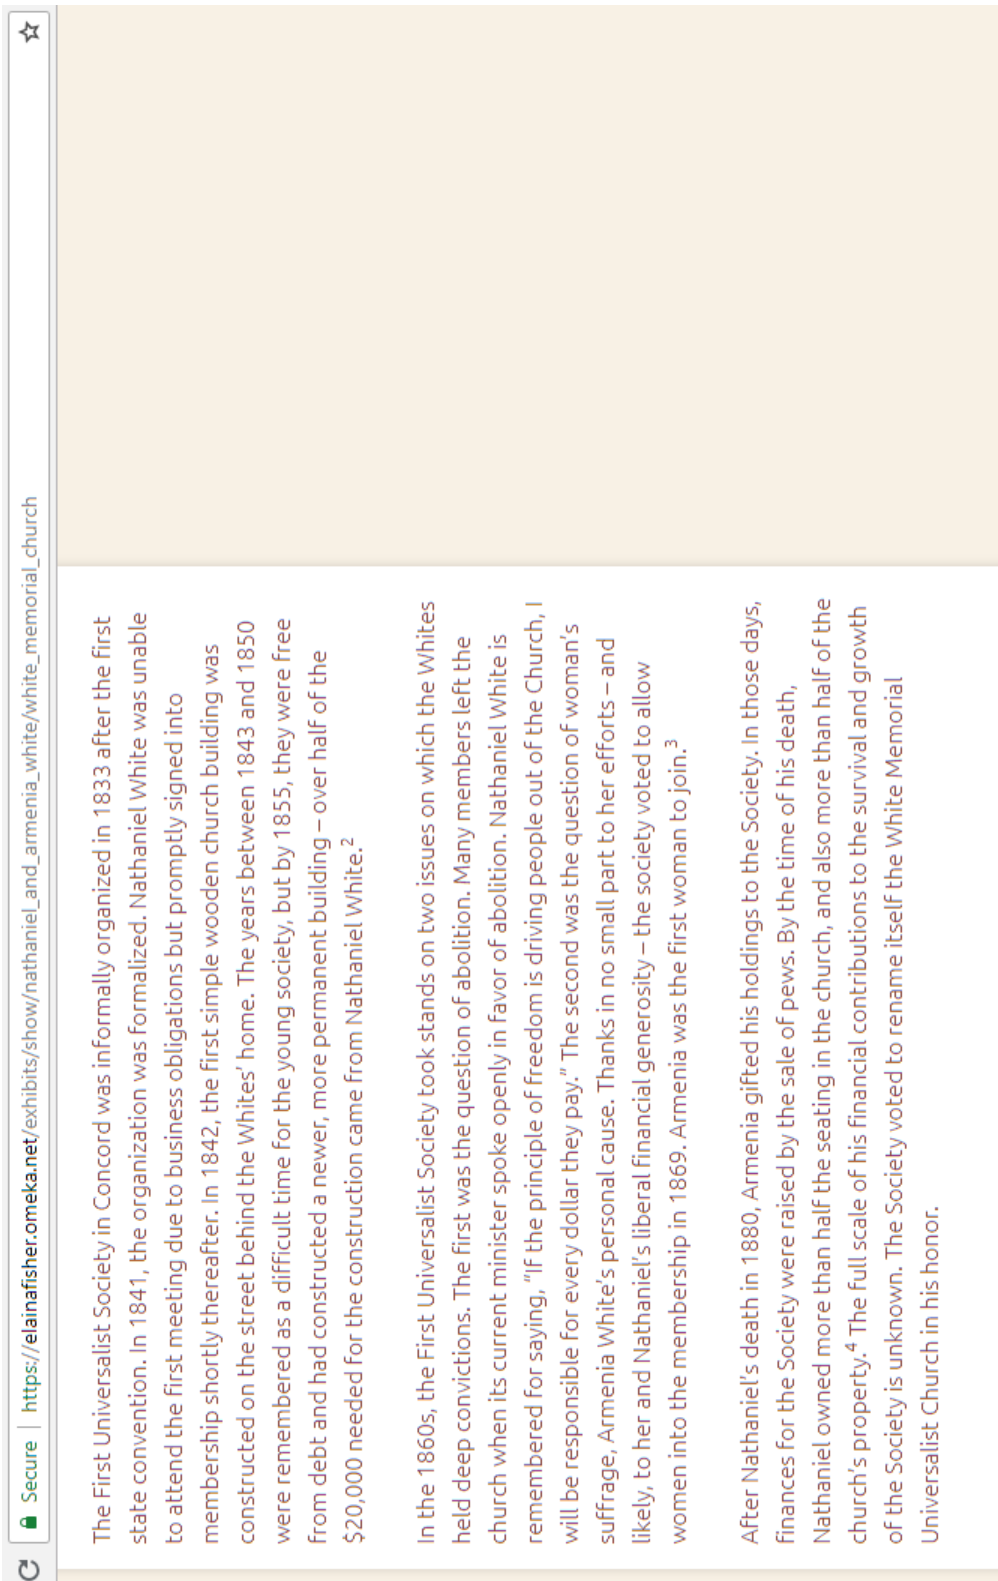 Secure | https://elainafisher.omeka.net/exhibits/show/nathaniel_and_armenia_white/white_memorial_church
The First Universalist Society in Concord was informally organized in 1833 after the first
state convention. In 1841, the organization was formalized. Nathaniel White was unable
to attend the first meeting due to business obligations but promptly signed into
membership shortly thereafter. In 1842, the first simple wooden church building was
constructed on the street behind the Whites' home. The years between 1843 and 1850
were remembered as a difficult time for the young society, but by 1855, they were free
from debt and had constructed a newer, more permanent building – over half of the
$20,000 needed for the construction came from Nathaniel White.²
In the 1860s, the First Universalist Society took stands on two issues on which the Whites
held deep convictions. The first was the question of abolition. Many members left the
church when its current minister spoke openly in favor of abolition. Nathaniel White is
remembered for saying, "If the principle of freedom is driving people out of the Church, I
will be responsible for every dollar they pay." The second was the question of woman's
suffrage, Armenia White's personal cause. Thanks in no small part to her efforts – and
likely, to her and Nathaniel's liberal financial generosity – the society voted to allow
women into the membership in 1869. Armenia was the first woman to join.³
After Nathaniel's death in 1880, Armenia gifted his holdings to the Society. In those days,
finances for the Society were raised by the sale of pews. By the time of his death,
Nathaniel owned more than half the seating in the church, and also more than half of the
church's property.⁴ The full scale of his financial contributions to the survival and growth
of the Society is unknown. The Society voted to rename itself the White Memorial
Universalist Church in his honor.